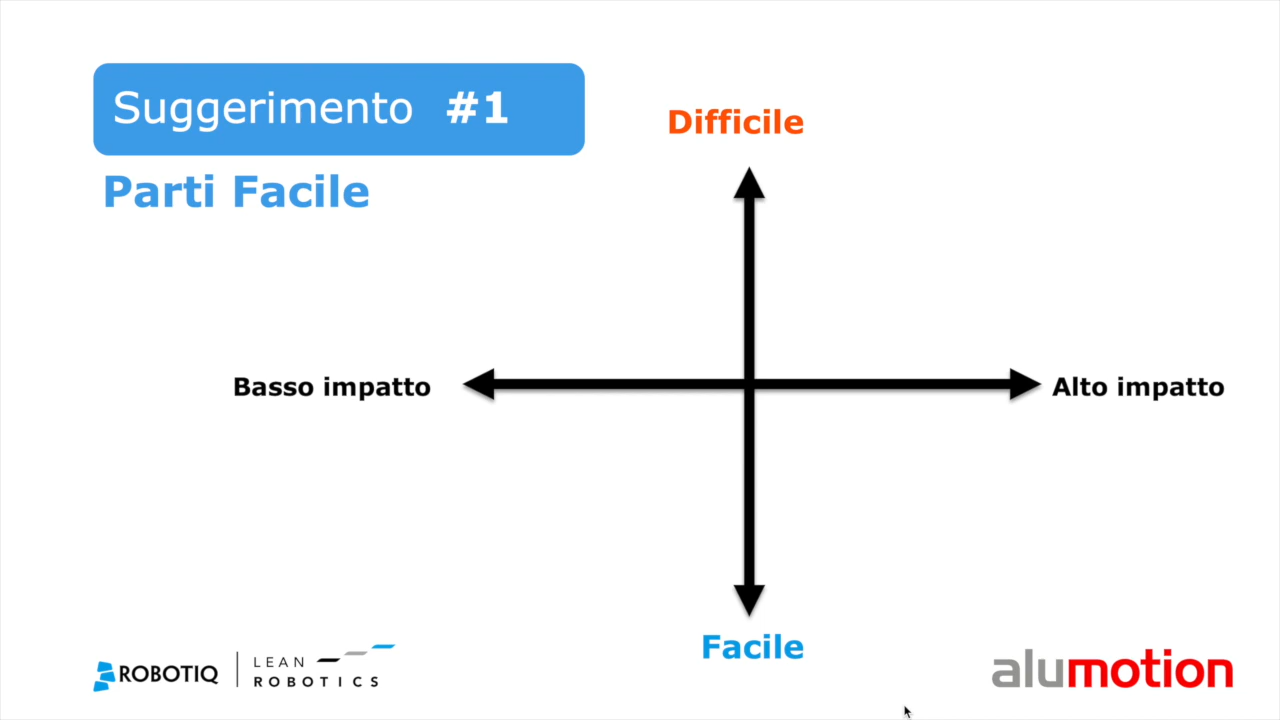 Suggerimento #1
Parti Facile
Difficile
Basso impatto
Alto impatto
Facile
ROBOTIQ
LEAN
ROBOTICS
alumotion